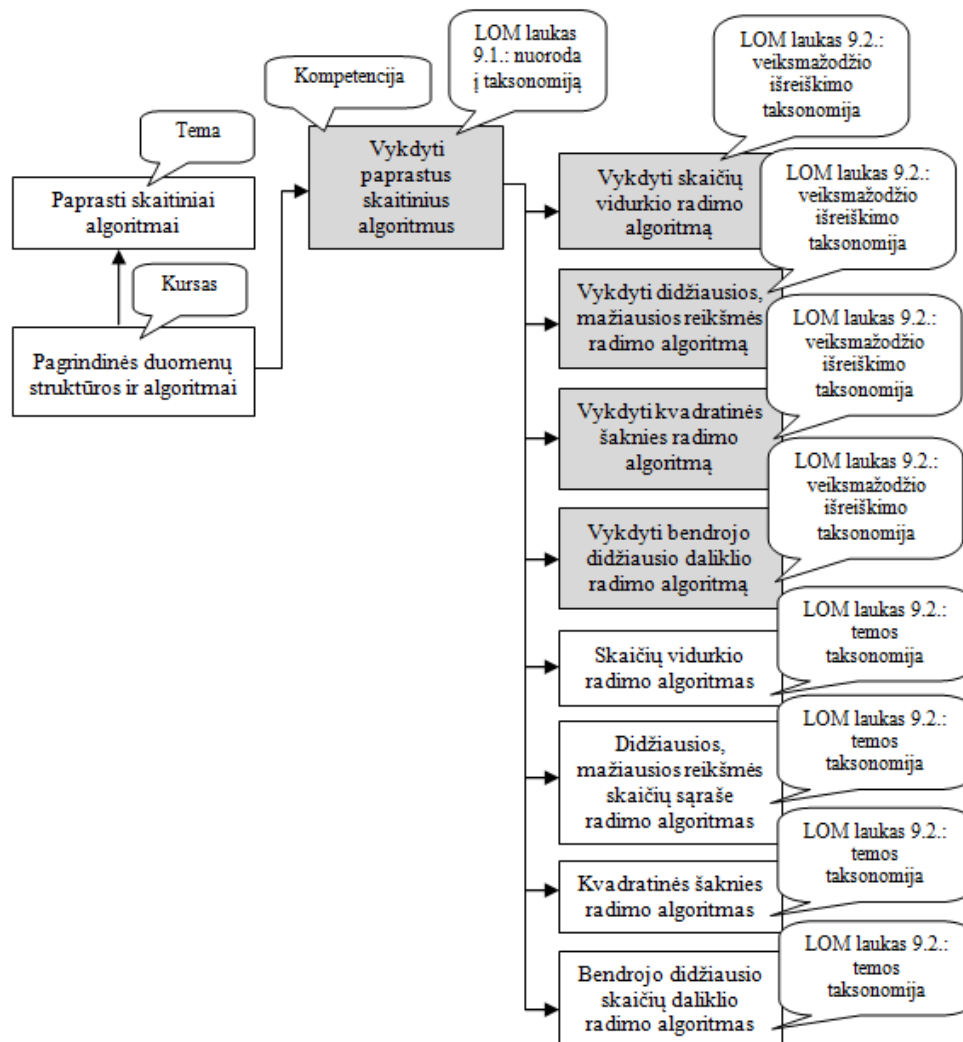 LOM laukas
9.1.: nuoroda
į taksonomiją
Kompetencija
Tema
Paprasti skaitiniai
algoritmai
Kursas
Pagrindinės duomenų
struktūros ir algoritmai
Vykdyti
paprastus
skaitinius
algoritmus
LOM laukas 9.2.:
veiksmažodžio
išreiškimo
taksonomija
Vykdyti skaičių
vidurkio radimo
algoritmą
LOM laukas 9.2.:
veiksmažodžio
išreiškimo
taksonomija
Vykdyti didžiausios,
mažiausios reikšmės
radimo algoritmą
LOM laukas 9.2.:
veiksmažodžio
išreiškimo
taksonomija
Vykdyti kvadratinės
šaknies radimo
algoritmą
LOM laukas 9.2.:
veiksmažodžio
išreiškimo
taksonomija
Vykdyti bendrojo
didžiausio daliklio
radimo algoritmą
LOM laukas 9.2.:
temos
taksonomija
Skaičių vidurkio
radimo algoritmas
LOM laukas 9.2.:
temos
taksonomija
Didžiausios,
mažiausios reikšmės
skaičių sąraše
radimo algoritmas
LOM laukas 9.2.:
temos
taksonomija
Kvadratinės šaknies
radimo algoritmas
LOM laukas 9.2.:
temos
taksonomija
Bendrojo didžiausio
skaičių daliklio
radimo algoritmas